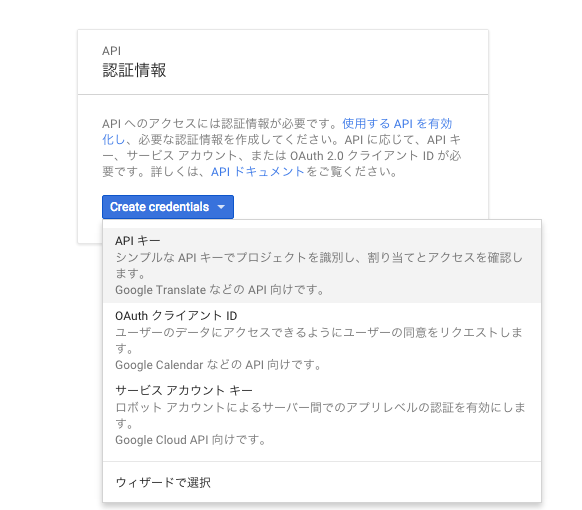 API
認証情報
API へのアクセスには認証情報が必要です。使用する API を有効
化し、必要な認証情報を作成してください。API に応じて、API キ
ー、サービス アカウント、または OAuth 2.0 クライアント ID が必
要です。詳しくは、API ドキュメントをご覧ください。
Create credentials
API キー
シンプルな API キーでプロジェクトを識別し、割り当てとアクセスを確認し
ます。
Google Translate などの API 向けです。
OAuth クライアント ID
ユーザーのデータにアクセスできるようにユーザーの同意をリクエストしま
す。
Google Calendar などの API 向けです。
サービス アカウント キー
ロボット アカウントによるサーバー間でのアプリレベルの認証を有効にしま
す。
Google Cloud API 向けです。
ウィザードで選択